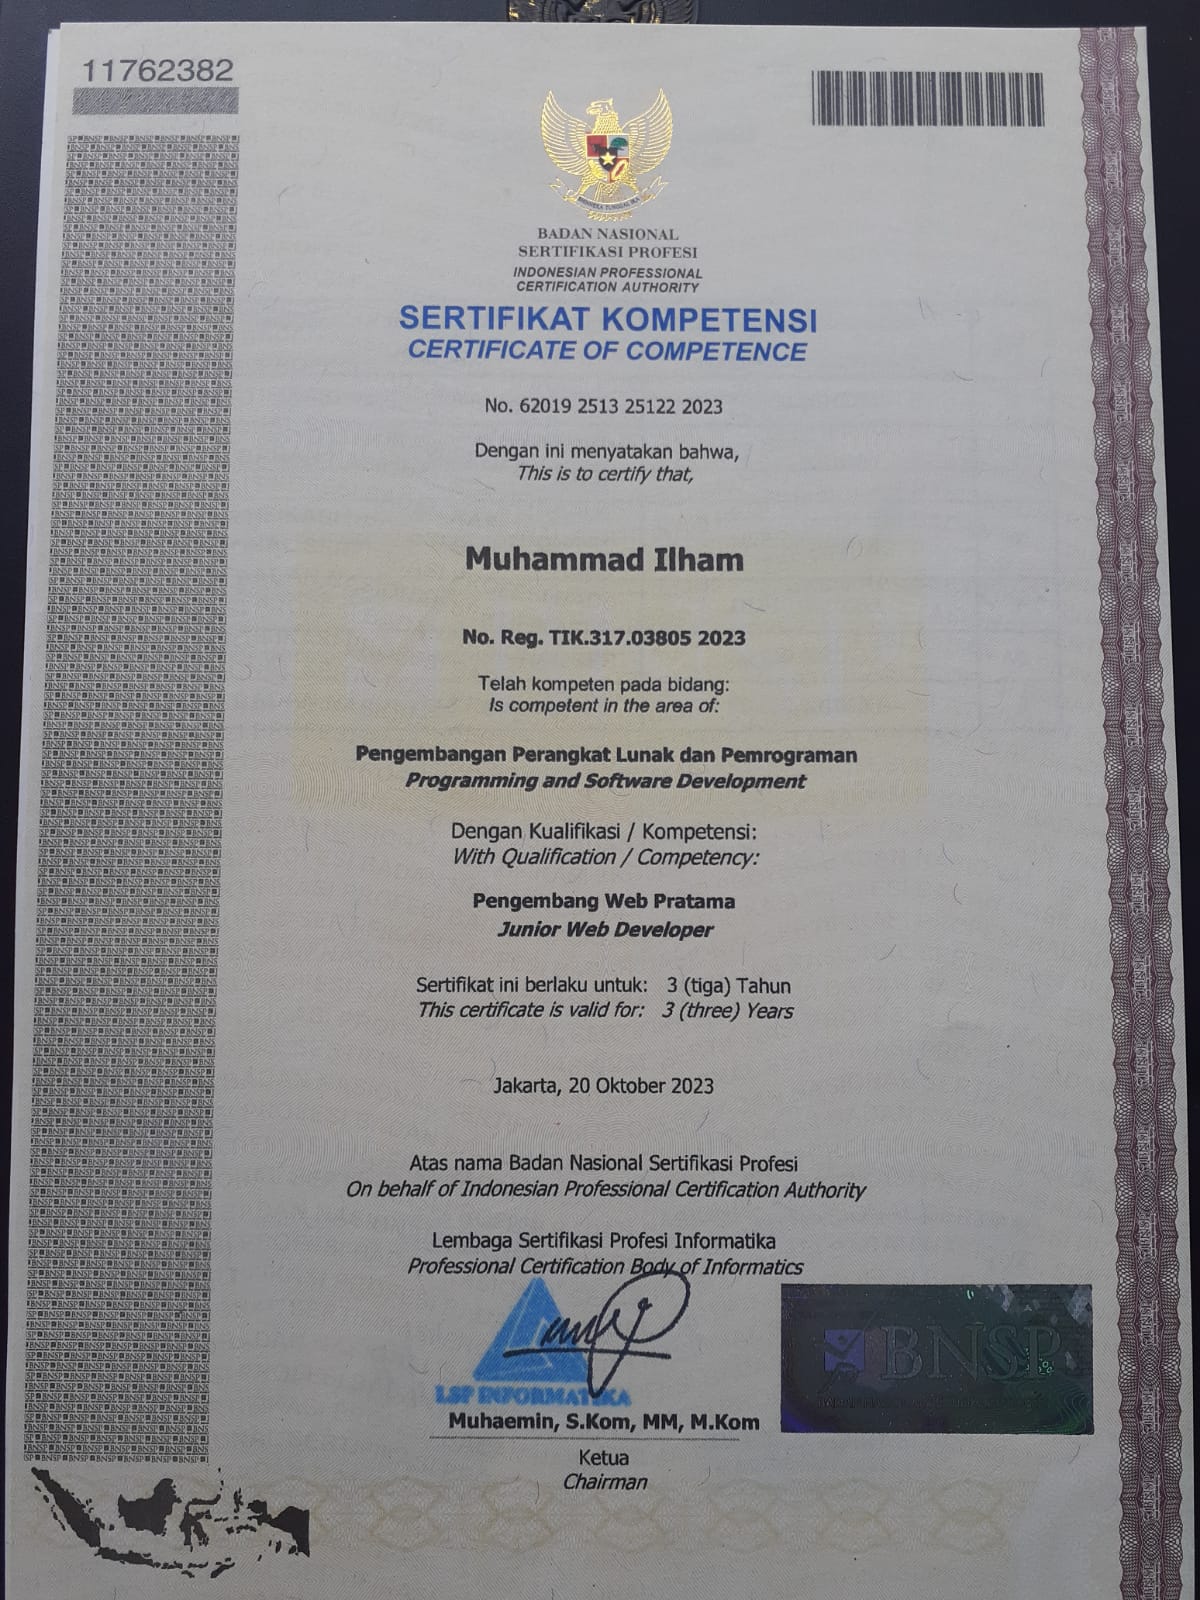 11762382
BADAN NASIONAL
SERTIFIKASI PROFESI
INDONESIAN PROFESSIONAL
CERTIFICATION AUTHORITY
SERTIFIKAT KOMPETENSI
CERTIFICATE OF COMPETENCE
No. 62019 2513 25122 2023
Dengan ini menyatakan bahwa,
This is to certify that,
Muhammad Ilham
No. Reg. TIK.317.03805 2023
Telah kompeten pada bidang:
Is competent in the area of:
Pengembangan Perangkat Lunak dan Pemrograman
Programming and Software Development
Dengan Kualifikasi / Kompetensi:
With Qualification / Competency:
Pengembang Web Pratama
Junior Web Developer
Sertifikat ini berlaku untuk: 3 (tiga) Tahun
This certificate is valid for: 3 (three) Years
Jakarta, 20 Oktober 2023
Atas nama Badan Nasional Sertifikasi Profesi
On behalf of Indonesian Professional Certification Authority
Lembaga Sertifikasi Profesi Informatika
Professional Certification Body of Informatics
LSP INFORMATIKA
BNSP
Muhaemin, S.Kom, MM, M.Kom
Ketua
Chairman